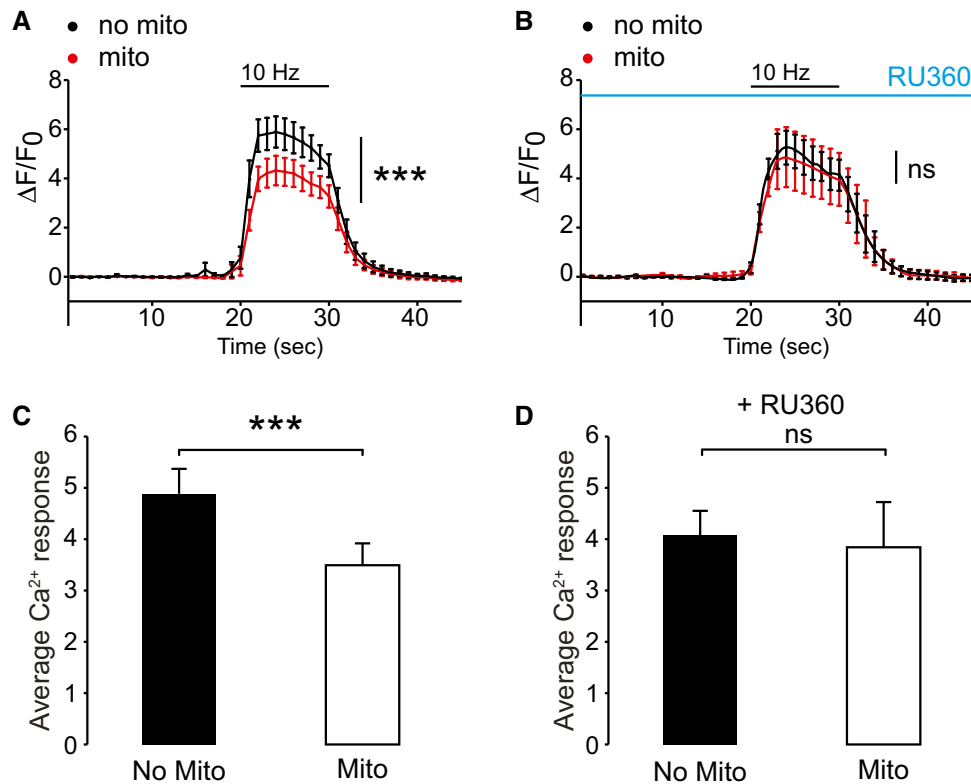 A
no mito
mito
10 Hz
ΔF/F0
8
6
4
2
0
***
10
20
30
40
Time (sec)
B
no mito
mito
10 Hz
RU360
ΔF/F0
8
6
4
2
0
ns
10
20
30
40
Time (sec)
C
***
Average Ca²⁺ response
6
5
4
3
2
1
0
No Mito
Mito
D
+ RU360
ns
Average Ca²⁺ response
6
5
4
3
2
1
0
No Mito
Mito